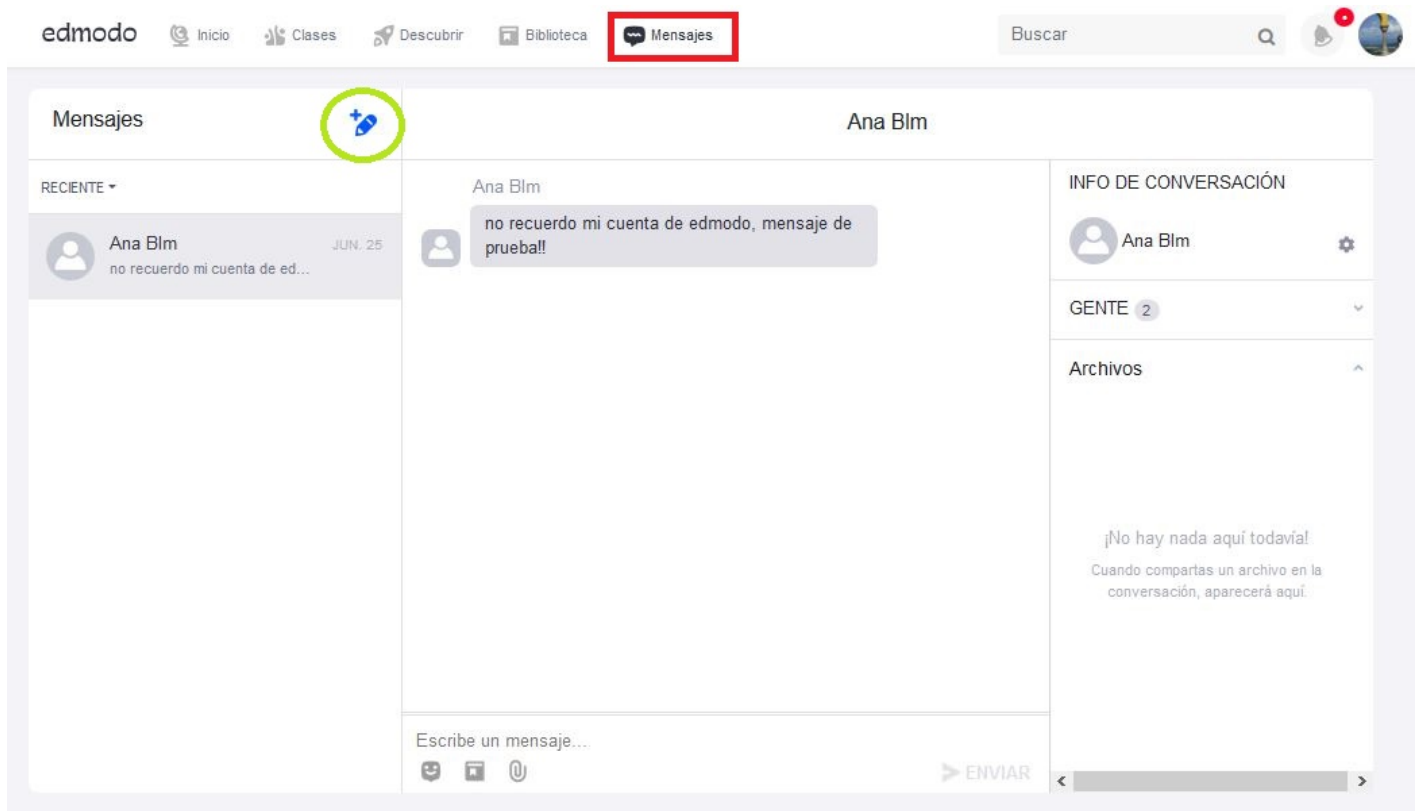 edmodo Inicio Clases Descubrir Biblioteca Mensajes Buscar
Mensajes
Ana Blm
RECIENTE
Ana Blm JUN. 25
no recuerdo mi cuenta de ed...
Ana Blm
no recuerdo mi cuenta de edmodo, mensaje de
prueba!!
INFO DE CONVERSACIÓN
Ana Blm
GENTE 2
Archivos
¡No hay nada aquí todavía!
Cuando compartas un archivo en la
conversación, aparecerá aquí.
Escribe un mensaje...
ENVIAR